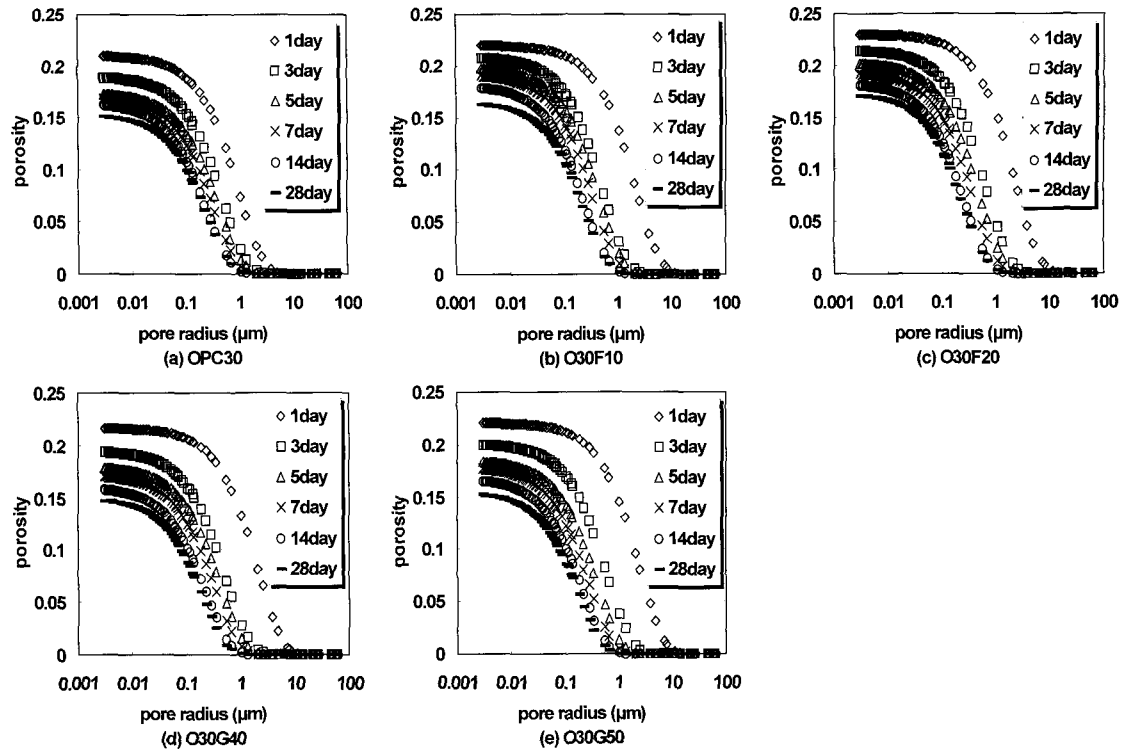 0.25
0.2
0.15
0.1
0.05
0
porosity
1day
3day
5day
7day
14day
28day
0.001 0.01 0.1 1 10 100
pore radius (µm)
(a) OPC30
0.25
0.2
0.15
0.1
0.05
0
porosity
1day
3day
5day
7day
14day
28day
0.001 0.01 0.1 1 10 100
pore radius (µm)
(b) O30F10
0.25
0.2
0.15
0.1
0.05
0
porosity
1day
3day
5day
7day
14day
28day
0.001 0.01 0.1 1 10 100
pore radius (µm)
(c) O30F20
0.25
0.2
0.15
0.1
0.05
0
porosity
1day
3day
5day
7day
14day
28day
0.001 0.01 0.1 1 10 100
pore radius (µm)
(d) O30G40
0.25
0.2
0.15
0.1
0.05
0
porosity
1day
3day
5day
7day
14day
28day
0.001 0.01 0.1 1 10 100
pore radius (µm)
(e) O30G50